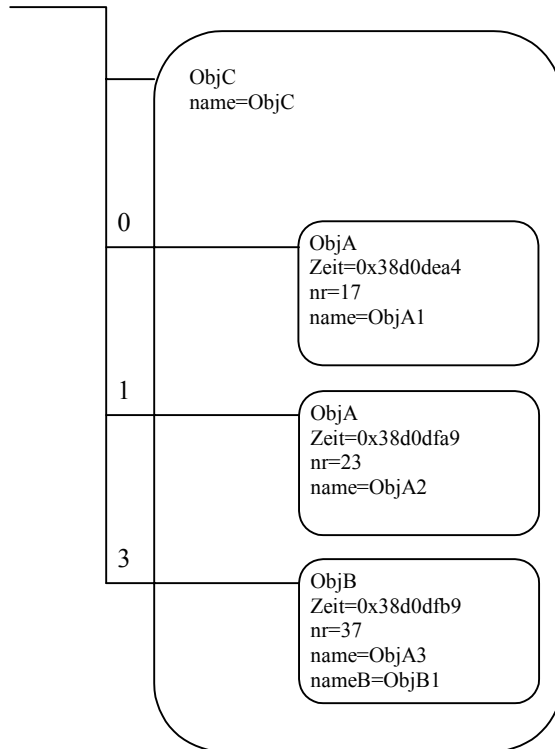 ObjC
name=ObjC
0
ObjA
Zeit=0x38d0dea4
nr=17
name=ObjA1
1
ObjA
Zeit=0x38d0dfa9
nr=23
name=ObjA2
3
ObjB
Zeit=0x38d0dfb9
nr=37
name=ObjA3
nameB=ObjB1